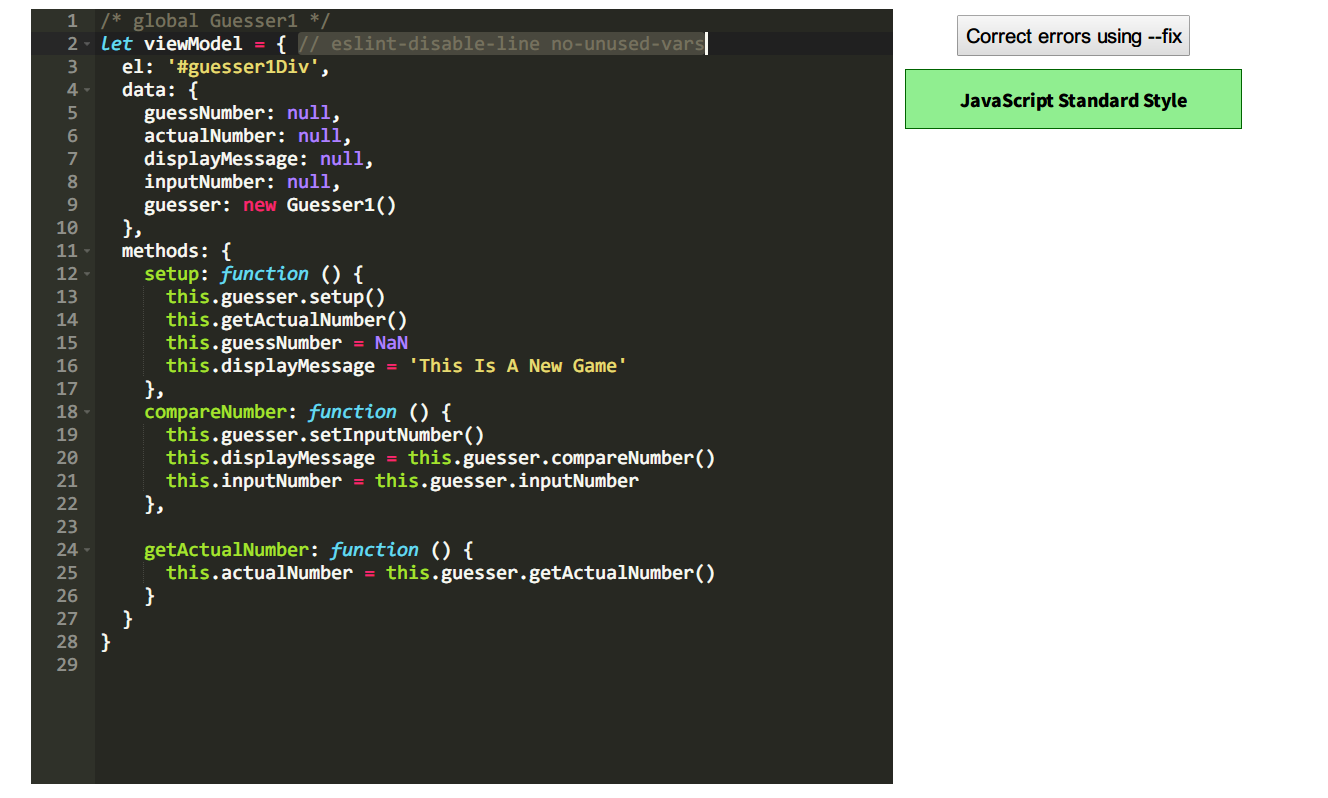 1 /* global Guesser1 */
2 let viewModel = { // eslint-disable-line no-unused-vars
3   el: '#guesser1Div',
4   data: {
5     guessNumber: null,
6     actualNumber: null,
7     displayMessage: null,
8     inputNumber: null,
9     guesser: new Guesser1()
10   },
11   methods: {
12     setup: function () {
13       this.guesser.setup()
14       this.getActualNumber()
15       this.guessNumber = NaN
16       this.displayMessage = 'This Is A New Game'
17     },
18     compareNumber: function () {
19       this.guesser.setInputNumber()
20       this.displayMessage = this.guesser.compareNumber()
21       this.inputNumber = this.guesser.inputNumber
22     },
23
24     getActualNumber: function () {
25       this.actualNumber = this.guesser.getActualNumber()
26     }
27   }
28 }
29
Correct errors using --fix
JavaScript Standard Style